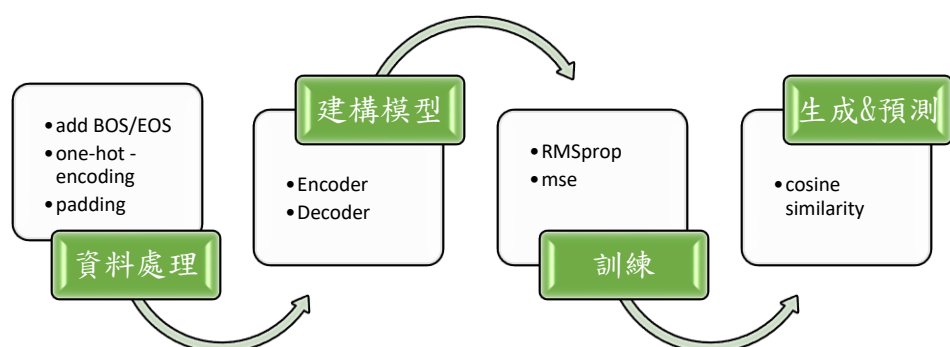 • add BOS/EOS
• one-hot -
encoding
• padding
資料處理
建構模型
• Encoder
• Decoder
• RMSprop
• mse
訓練
生成&預測
• cosine
similarity